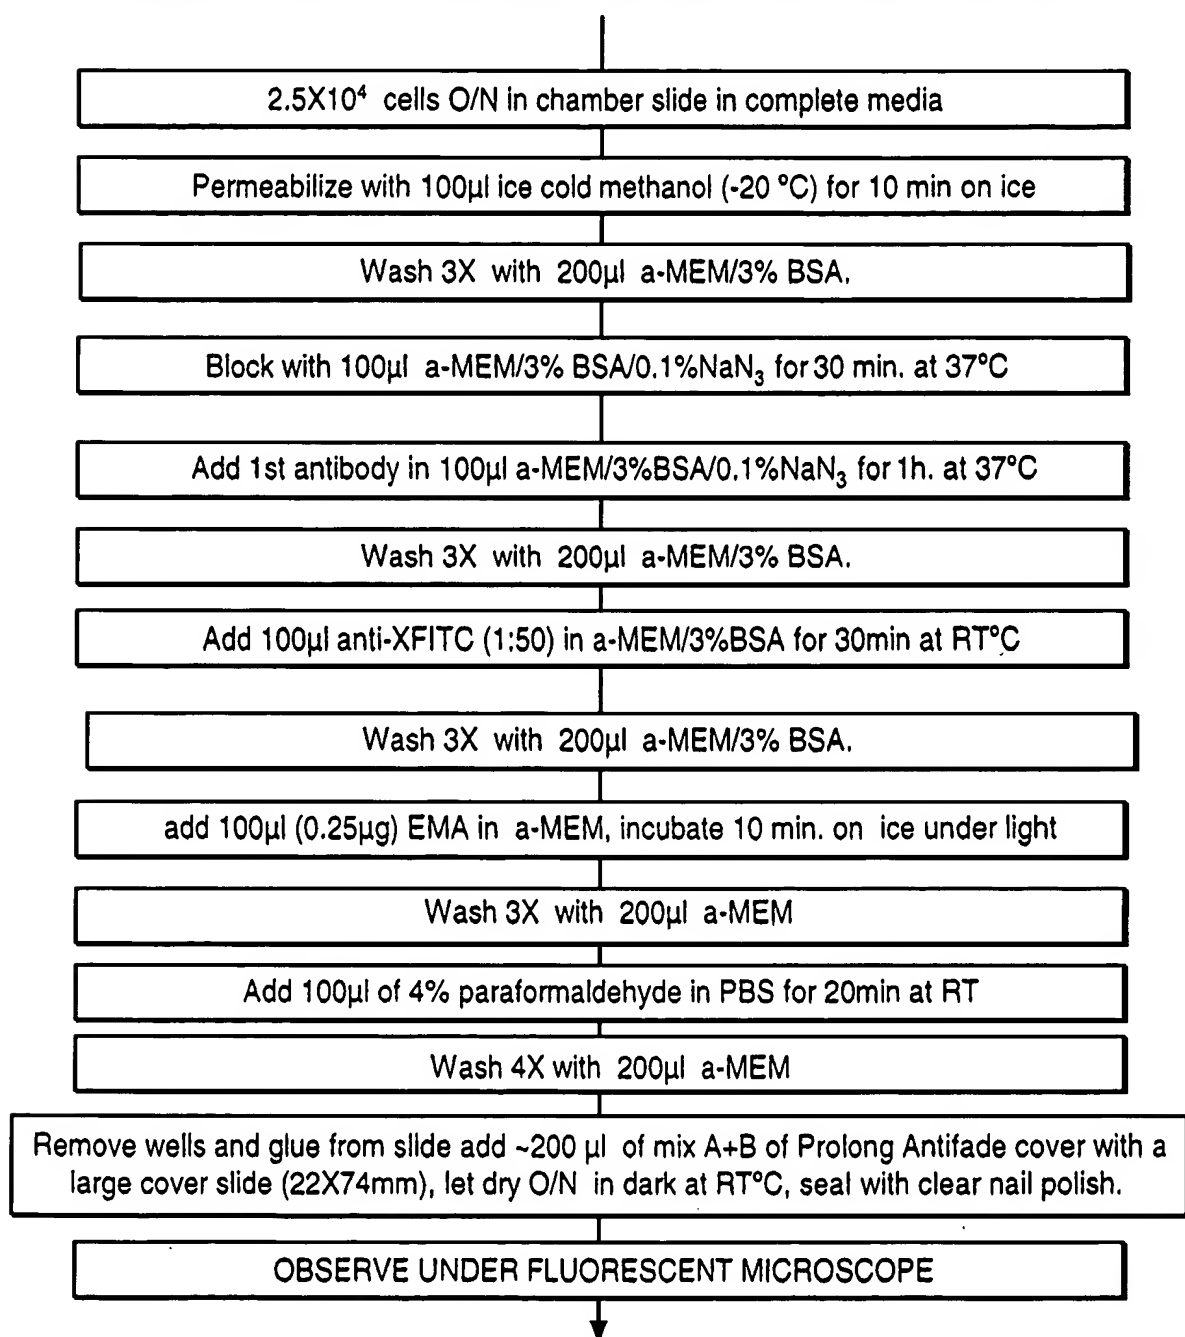 2.5X10⁴ cells O/N in chamber slide in complete media
Permeabilize with 100µl ice cold methanol (-20 °C) for 10 min on ice
Wash 3X with 200µl a-MEM/3% BSA.
Block with 100µl a-MEM/3% BSA/0.1%NaN₃ for 30 min. at 37°C
Add 1st antibody in 100µl a-MEM/3%BSA/0.1%NaN₃ for 1h. at 37°C
Wash 3X with 200µl a-MEM/3% BSA.
Add 100µl anti-XFITC (1:50) in a-MEM/3%BSA for 30min at RT°C
Wash 3X with 200µl a-MEM/3% BSA.
add 100µl (0.25µg) EMA in a-MEM, incubate 10 min. on ice under light
Wash 3X with 200µl a-MEM
Add 100µl of 4% paraformaldehyde in PBS for 20min at RT
Wash 4X with 200µl a-MEM
Remove wells and glue from slide add ~200 µl of mix A+B of Prolong Antifade cover with a
large cover slide (22X74mm), let dry O/N in dark at RT°C, seal with clear nail polish.
OBSERVE UNDER FLUORESCENT MICROSCOPE